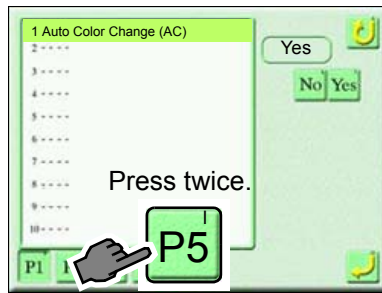 1 Auto Color Change (AC)
2 - - - -
Yes
3 - - - -
No Yes
4 - - - -
5 - - - -
6 - - - -
7 - - - -
Press twice.
8 - - - -
9 - - - -
10 - - - -
P1
P5